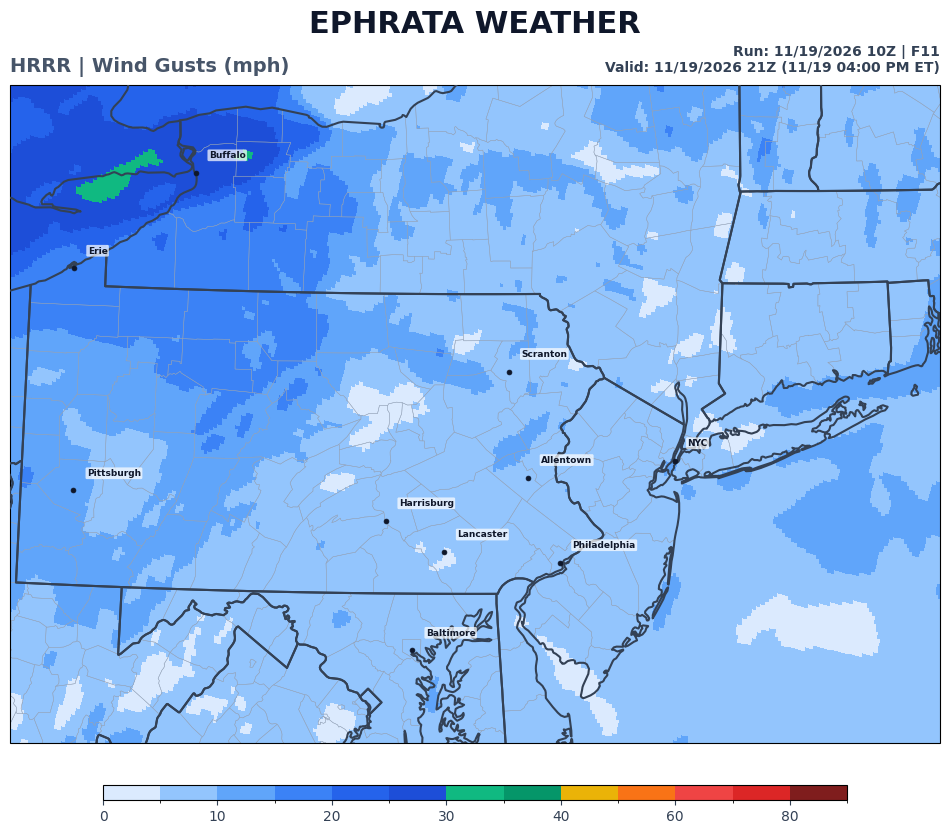 EPHRATA WEATHER
HRRR | Wind Gusts (mph)
Run: 11/19/2026 10Z | F11
Valid: 11/19/2026 21Z (11/19 04:00 PM ET)
Buffalo
Erie
Scranton
NYC
Allentown
Pittsburgh
Harrisburg
Lancaster
Philadelphia
Baltimore
0 10 20 30 40 60 80